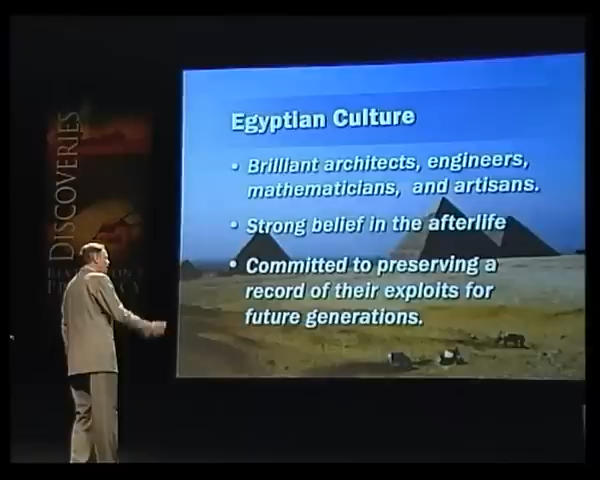 Egyptian Culture
• Brilliant architects, engineers,
mathematicians, and artisans.
• Strong belief in the afterlife
• Committed to preserving a
record of their exploits for
future generations.
DISCOVERIES
PROPHECY